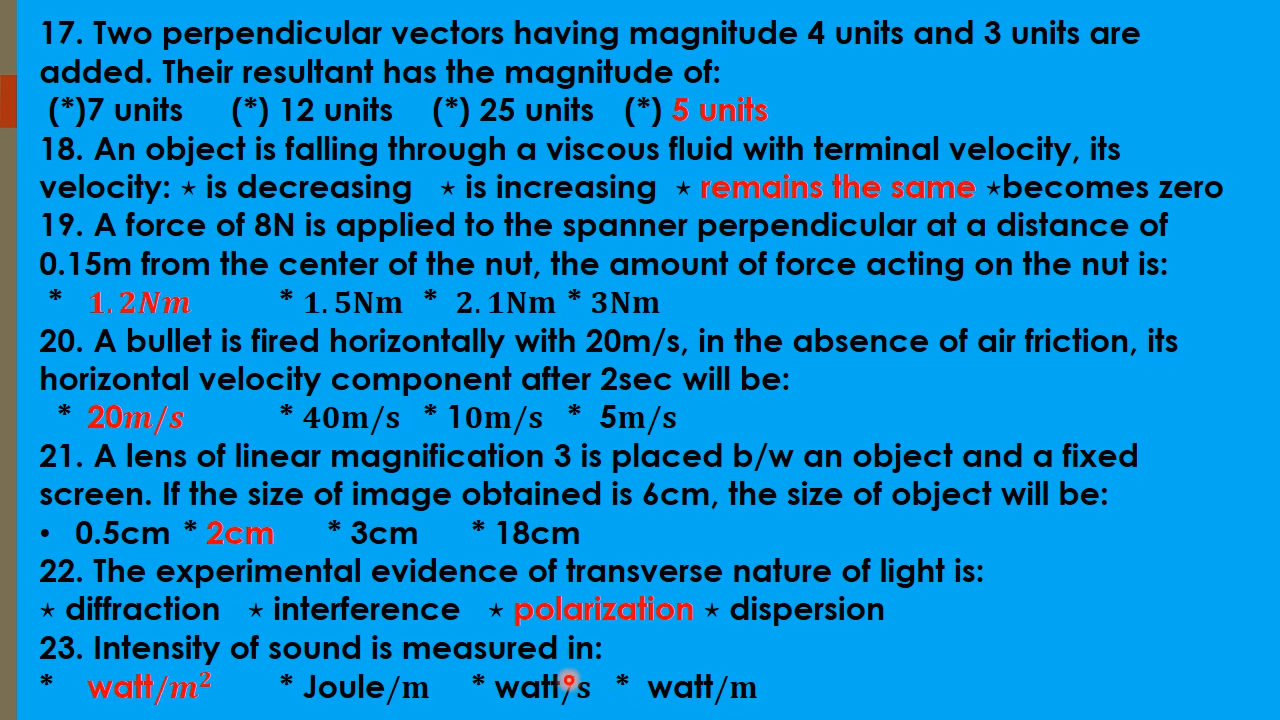 17. Two perpendicular vectors having magnitude 4 units and 3 units are
added. Their resultant has the magnitude of:
(*)7 units (*) 12 units (*) 25 units (*) 5 units
18. An object is falling through a viscous fluid with terminal velocity, its
velocity: ⋆ is decreasing ⋆ is increasing ⋆ remains the same ⋆becomes zero
19. A force of 8N is applied to the spanner perpendicular at a distance of
0.15m from the center of the nut, the amount of force acting on the nut is:
* 1.2Nm * 1.5Nm * 2.1Nm * 3Nm
20. A bullet is fired horizontally with 20m/s, in the absence of air friction, its
horizontal velocity component after 2sec will be:
* 20m/s * 40m/s * 10m/s * 5m/s
21. A lens of linear magnification 3 is placed b/w an object and a fixed
screen. If the size of image obtained is 6cm, the size of object will be:
• 0.5cm * 2cm * 3cm * 18cm
22. The experimental evidence of transverse nature of light is:
⋆ diffraction ⋆ interference ⋆ polarization ⋆ dispersion
23. Intensity of sound is measured in:
* watt/m² * Joule/m * watt/s * watt/m